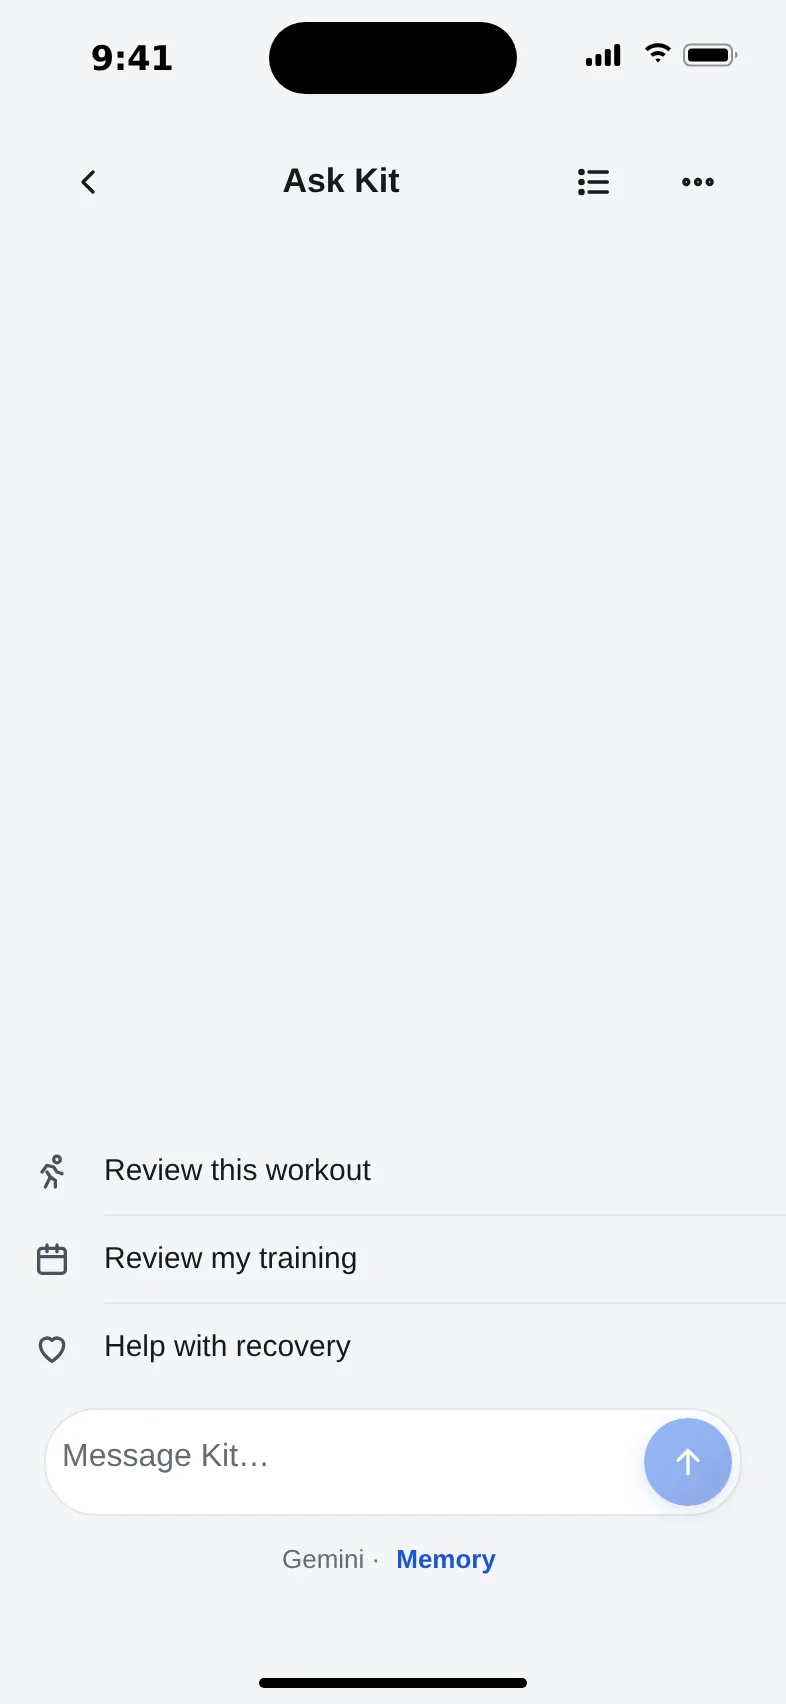 9:41
Ask Kit
Review this workout
Review my training
Help with recovery
Message Kit…
Gemini · Memory